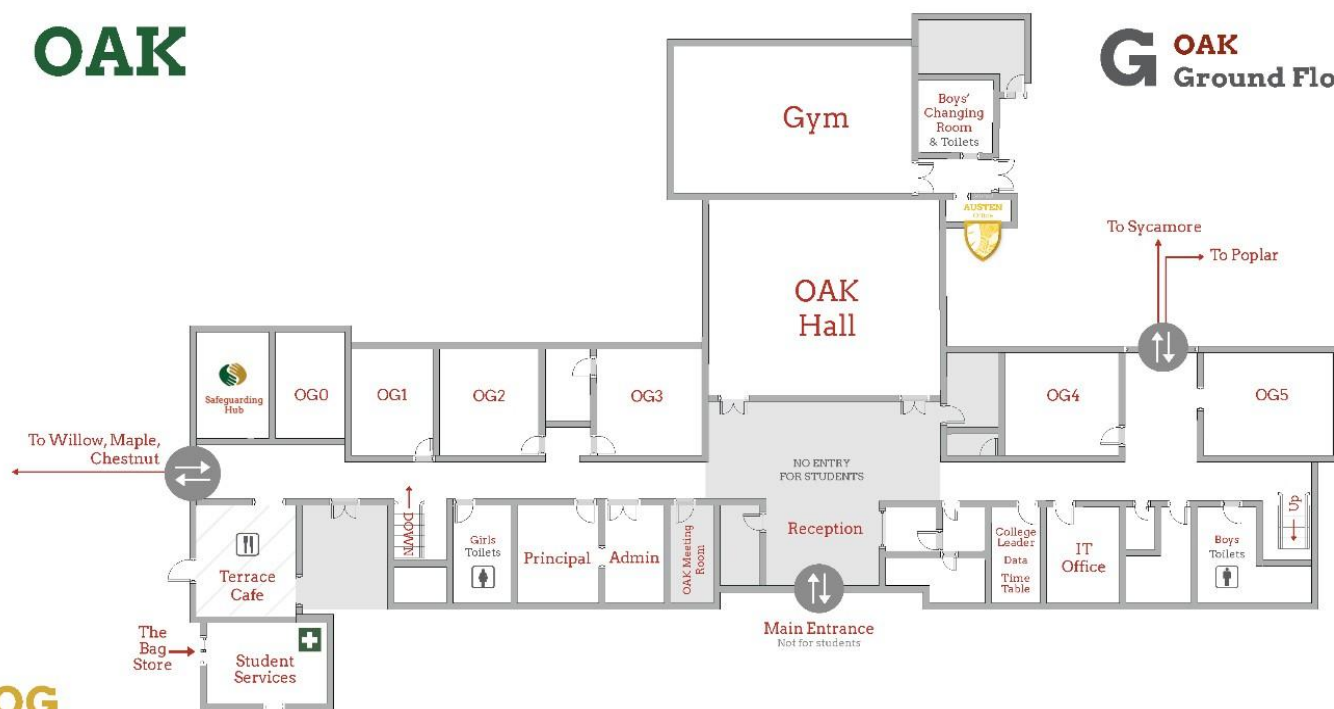 OAK
G
OAK
Ground Flo
Gym
Boys'
Changing
Room
& Toilets
AUSTEN
To Sycamore
To Poplar
OAK
Hall
Safeguarding
Hub
OG0
OG1
OG2
OG3
OG4
OG5
To Willow, Maple,
Chestnut
NO ENTRY
FOR STUDENTS
DOWN
Up
Girls
Toilets
Principal
Admin
OAK Meeting
Room
Reception
College
Leader
Data
Time
Table
IT
Office
Boys
Toilets
Terrace
Cafe
Main Entrance
Not for students
The
Bag
Store
Student
Services
OG